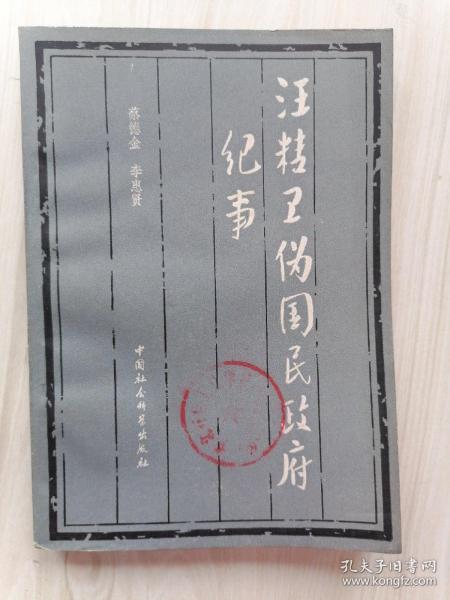 汪精卫伪国民政府
纪事
蔡德金 李惠贤
中国社会科学出版社
孔夫子旧书网
www.kongfz.com